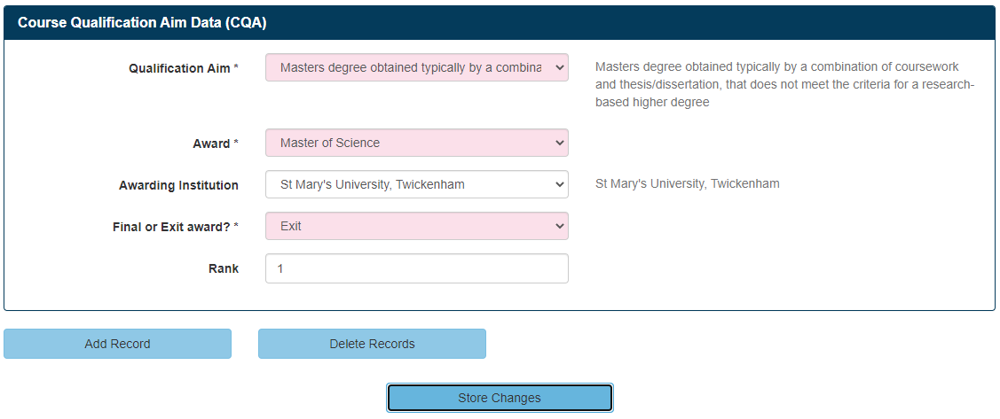 Course Qualification Aim Data (CQA)
Qualification Aim *
Masters degree obtained typically by a combina
Masters degree obtained typically by a combination of coursework
and thesis/dissertation, that does not meet the criteria for a research-
based higher degree
Award *
Master of Science
Awarding Institution
St Mary's University, Twickenham
St Mary's University, Twickenham
Final or Exit award? *
Exit
Rank
1
Add Record
Delete Records
Store Changes